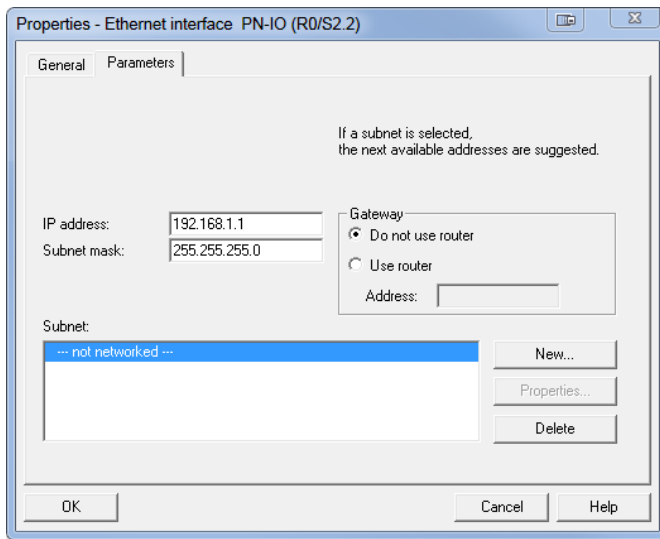 Properties - Ethernet interface PN-IO (R0/S2.2)
General Parameters
If a subnet is selected,
the next available addresses are suggested.
IP address: 192.168.1.1
Subnet mask: 255.255.255.0
Gateway
Do not use router
Use router
Address:
Subnet:
--- not networked ---
New...
Properties...
Delete
OK Cancel Help